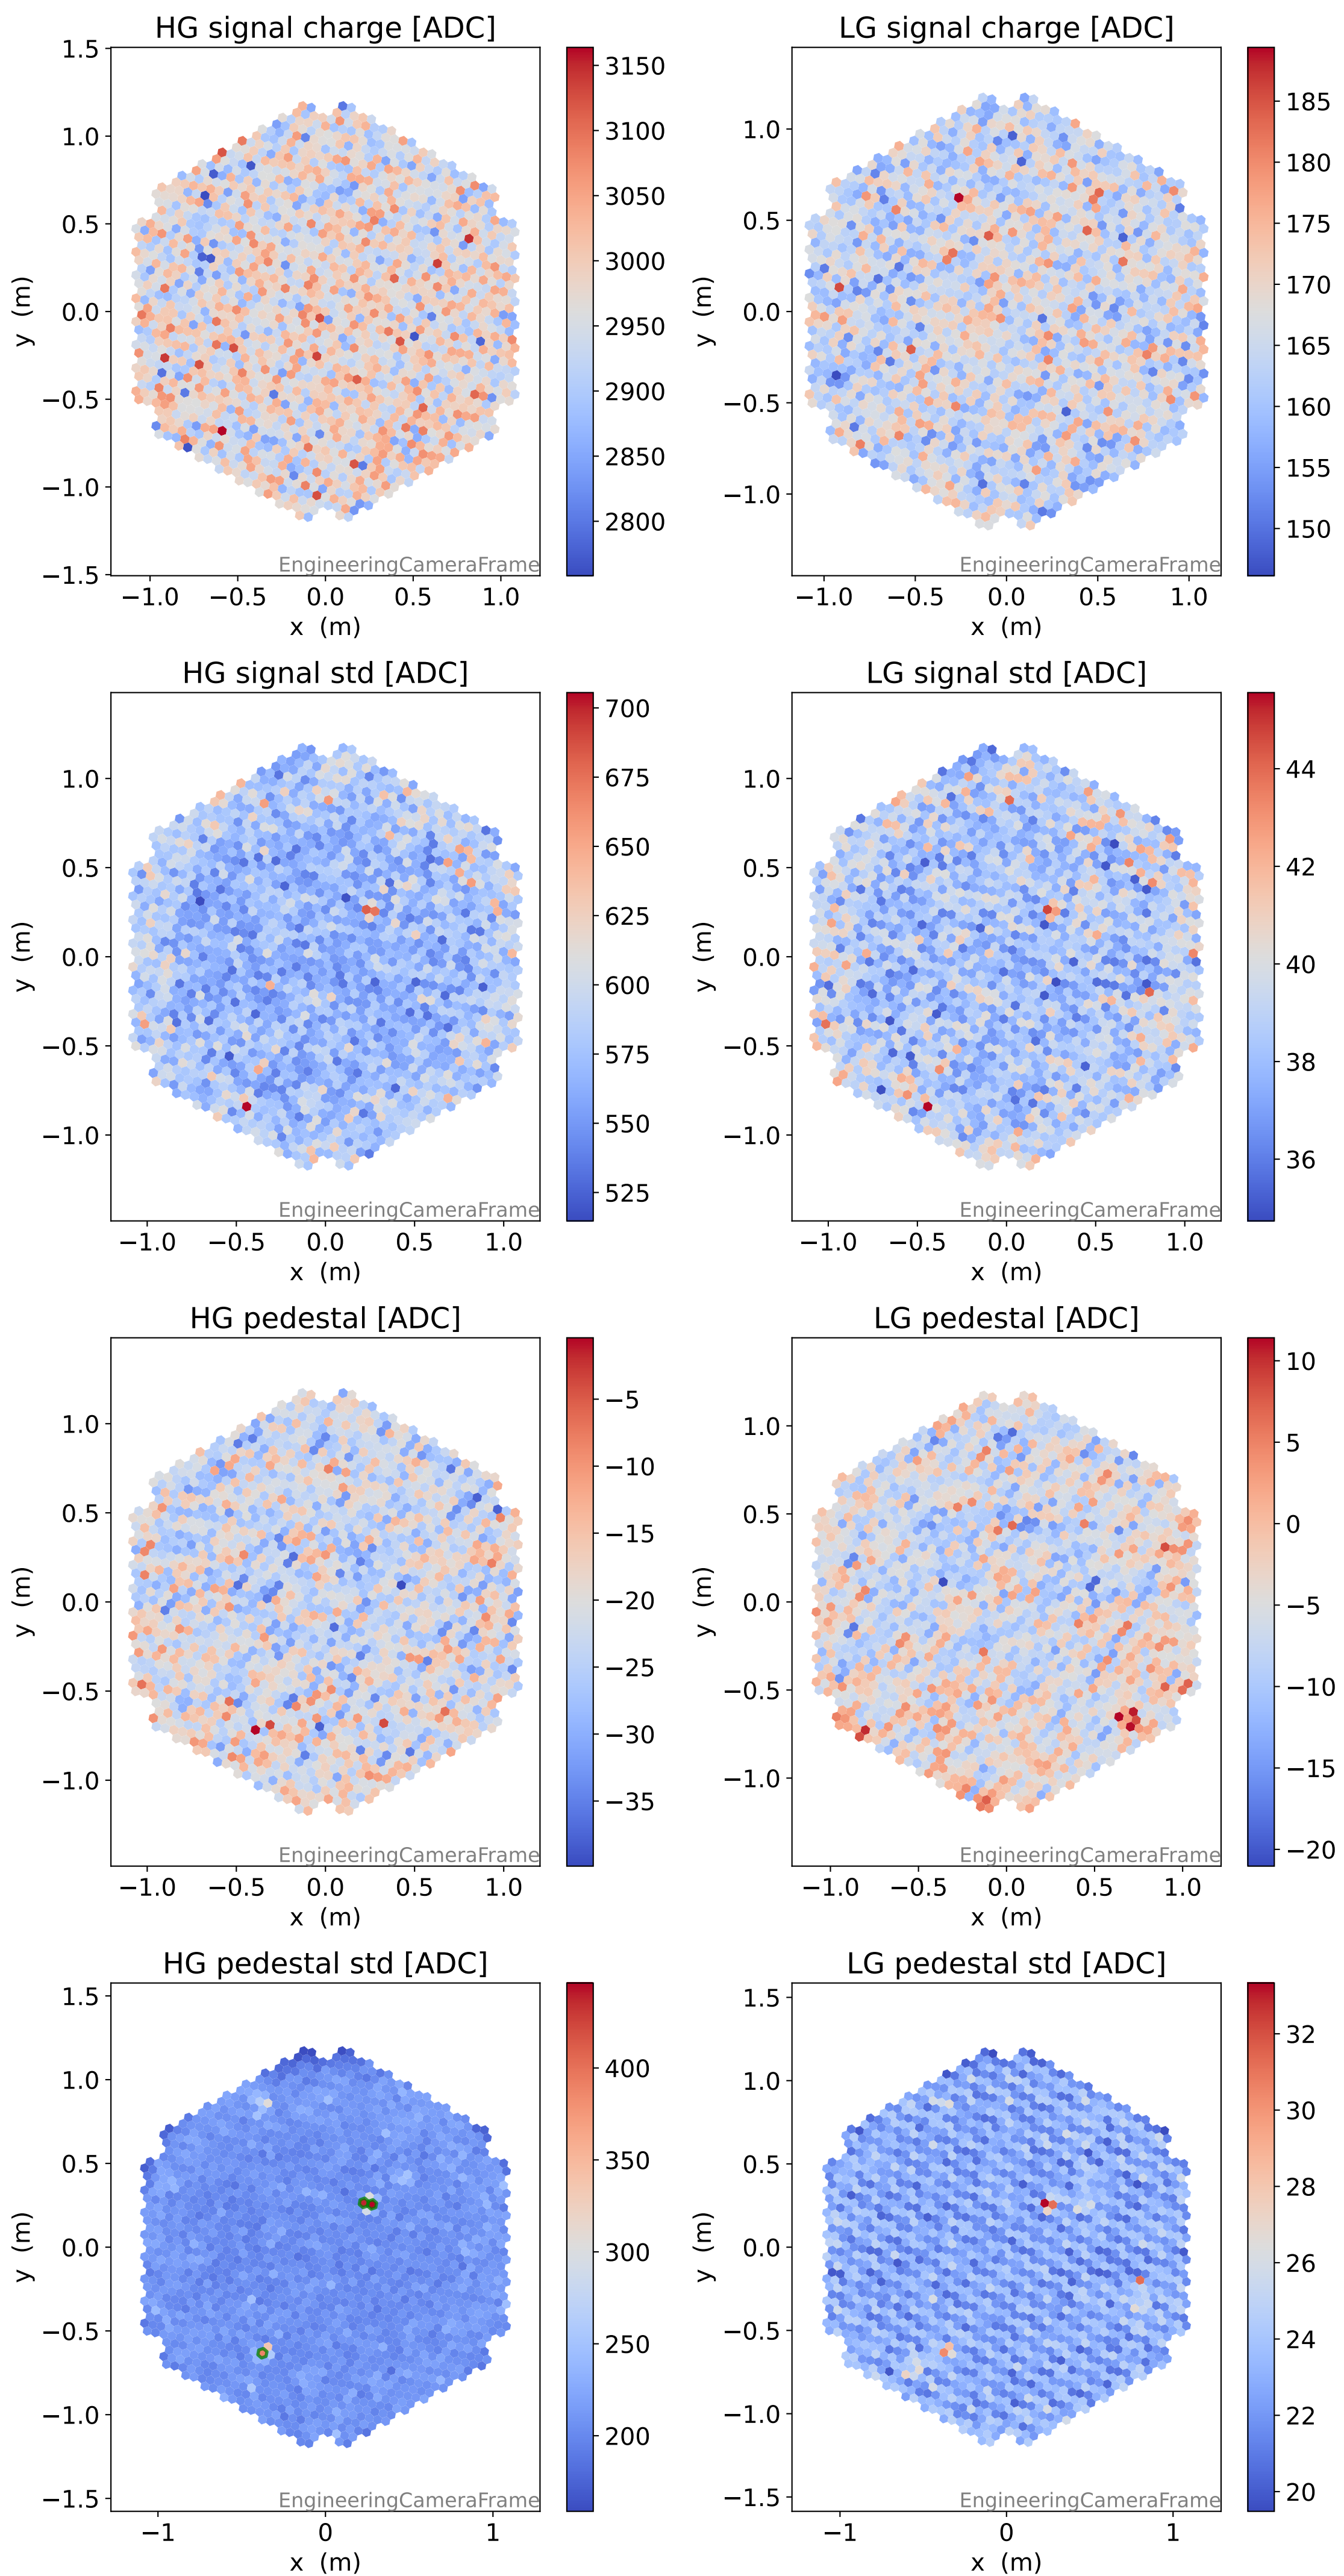 HG signal charge [ADC]
1.5
1.0
0.5
0.0
−0.5
−1.0
−1.5
y (m)
−1.0 −0.5 0.0 0.5 1.0
x (m)
EngineeringCameraFrame
3150
3100
3050
3000
2950
2900
2850
2800
LG signal charge [ADC]
1.0
0.5
0.0
−0.5
−1.0
y (m)
−1.0 −0.5 0.0 0.5 1.0
x (m)
EngineeringCameraFrame
185
180
175
170
165
160
155
150
HG signal std [ADC]
1.0
0.5
0.0
−0.5
−1.0
y (m)
−1.0 −0.5 0.0 0.5 1.0
x (m)
EngineeringCameraFrame
700
675
650
625
600
575
550
525
LG signal std [ADC]
1.0
0.5
0.0
−0.5
−1.0
y (m)
−1.0 −0.5 0.0 0.5 1.0
x (m)
EngineeringCameraFrame
44
42
40
38
36
HG pedestal [ADC]
1.0
0.5
0.0
−0.5
−1.0
y (m)
−1.0 −0.5 0.0 0.5 1.0
x (m)
EngineeringCameraFrame
−5
−10
−15
−20
−25
−30
−35
LG pedestal [ADC]
1.0
0.5
0.0
−0.5
−1.0
y (m)
−1.0 −0.5 0.0 0.5 1.0
x (m)
EngineeringCameraFrame
10
5
0
−5
−10
−15
−20
HG pedestal std [ADC]
1.5
1.0
0.5
0.0
−0.5
−1.0
−1.5
y (m)
−1 0 1
x (m)
EngineeringCameraFrame
400
350
300
250
200
LG pedestal std [ADC]
1.5
1.0
0.5
0.0
−0.5
−1.0
−1.5
y (m)
−1 0 1
x (m)
EngineeringCameraFrame
32
30
28
26
24
22
20